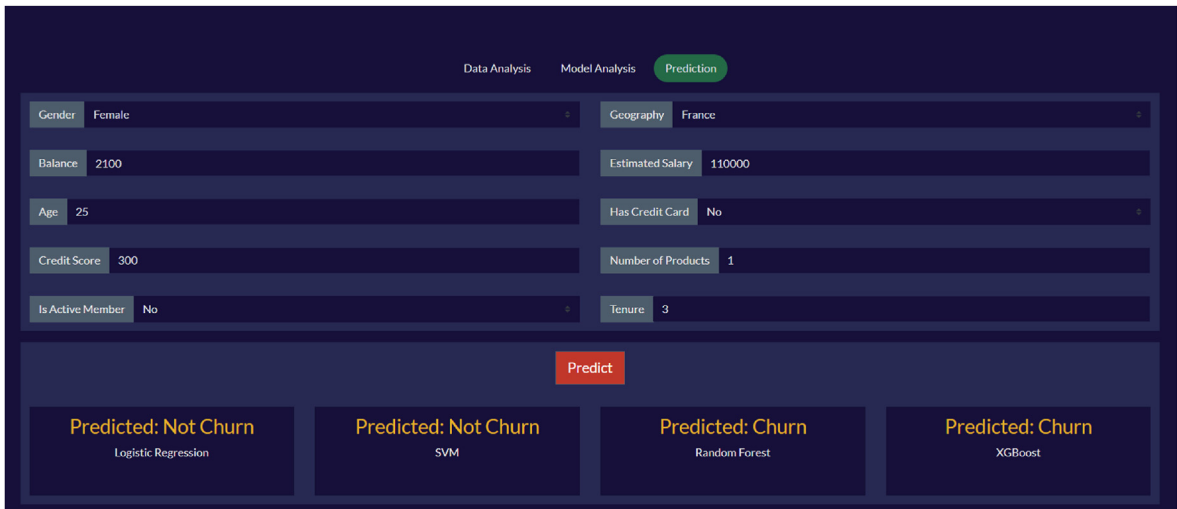 Data Analysis Model Analysis Prediction
Gender Female Geography France
Balance 2100 Estimated Salary 110000
Age 25 Has Credit Card No
Credit Score 300 Number of Products 1
Is Active Member No Tenure 3
Predict
Predicted: Not Churn Predicted: Not Churn Predicted: Churn Predicted: Churn
Logistic Regression SVM Random Forest XGBoost